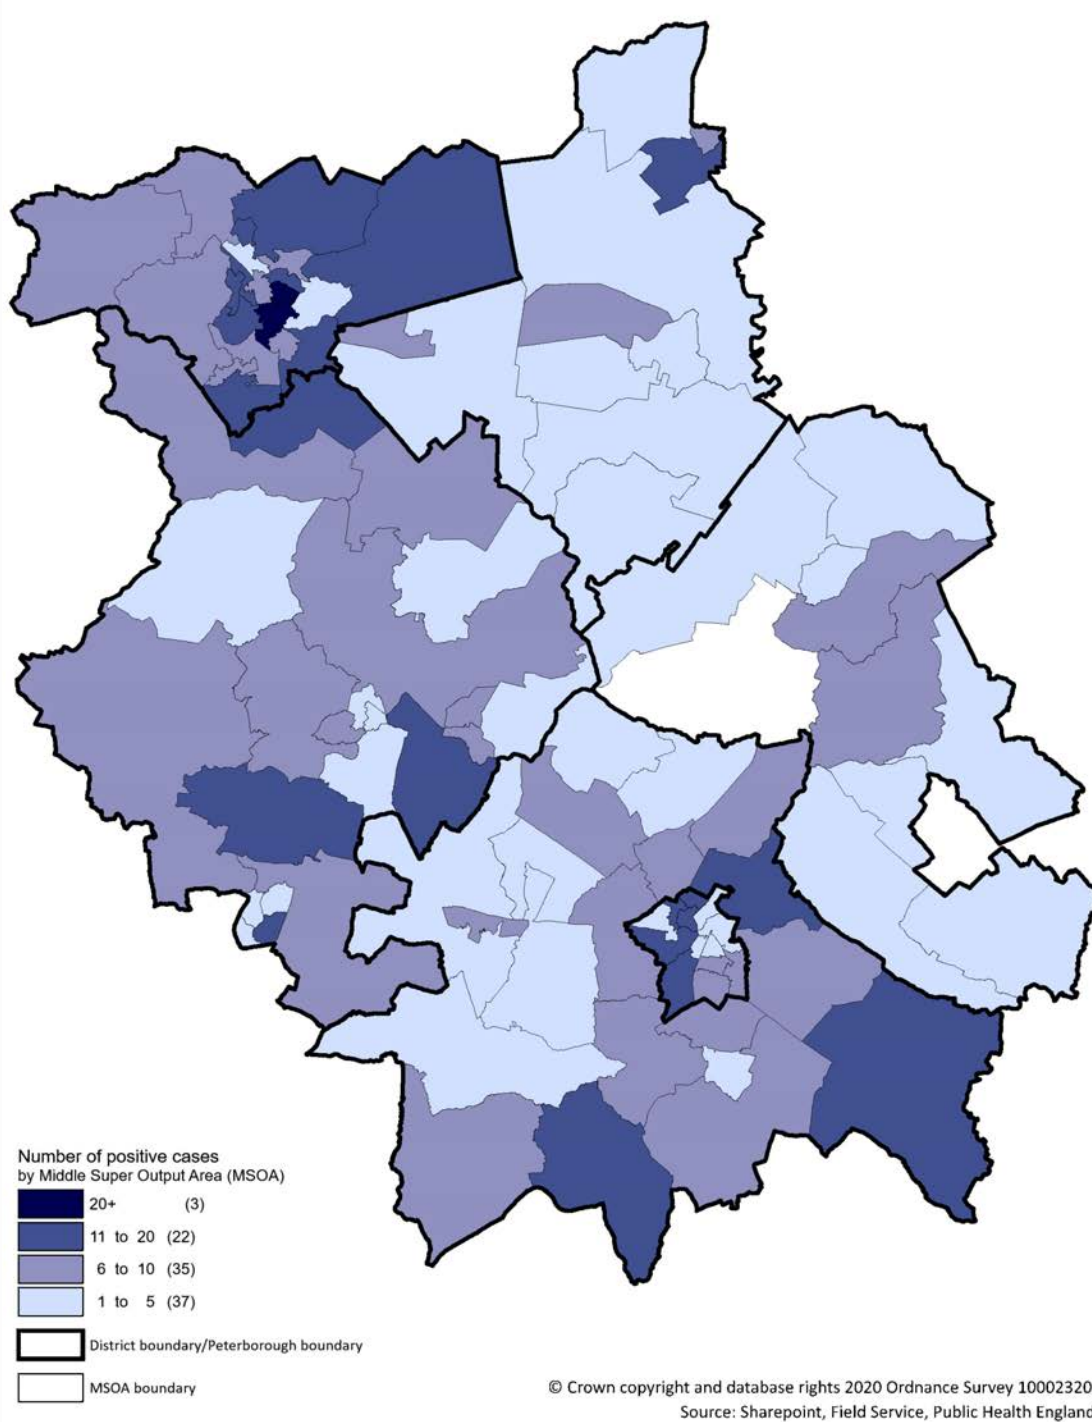 Number of positive cases
by Middle Super Output Area (MSOA)
20+ (3)
11 to 20 (22)
6 to 10 (35)
1 to 5 (37)
District boundary/Peterborough boundary
MSOA boundary
© Crown copyright and database rights 2020 Ordnance Survey 10002320
Source: Sharepoint, Field Service, Public Health England